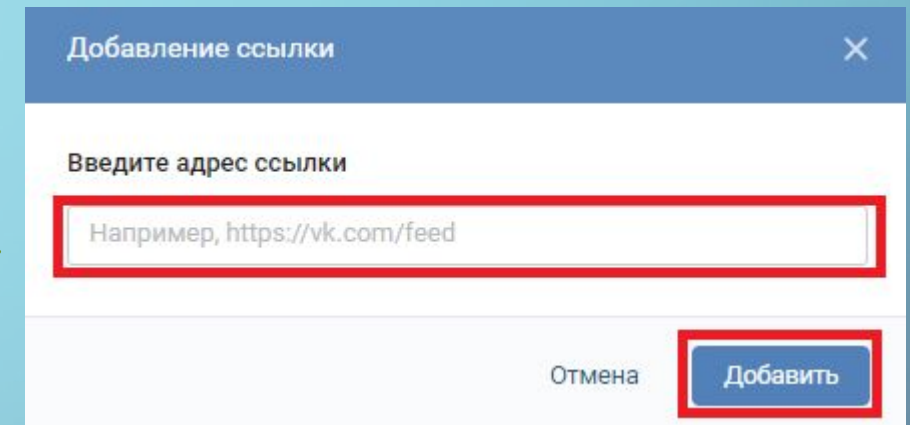 Добавление ссылки
Введите адрес ссылки
Например, https://vk.com/feed
Отмена
Добавить